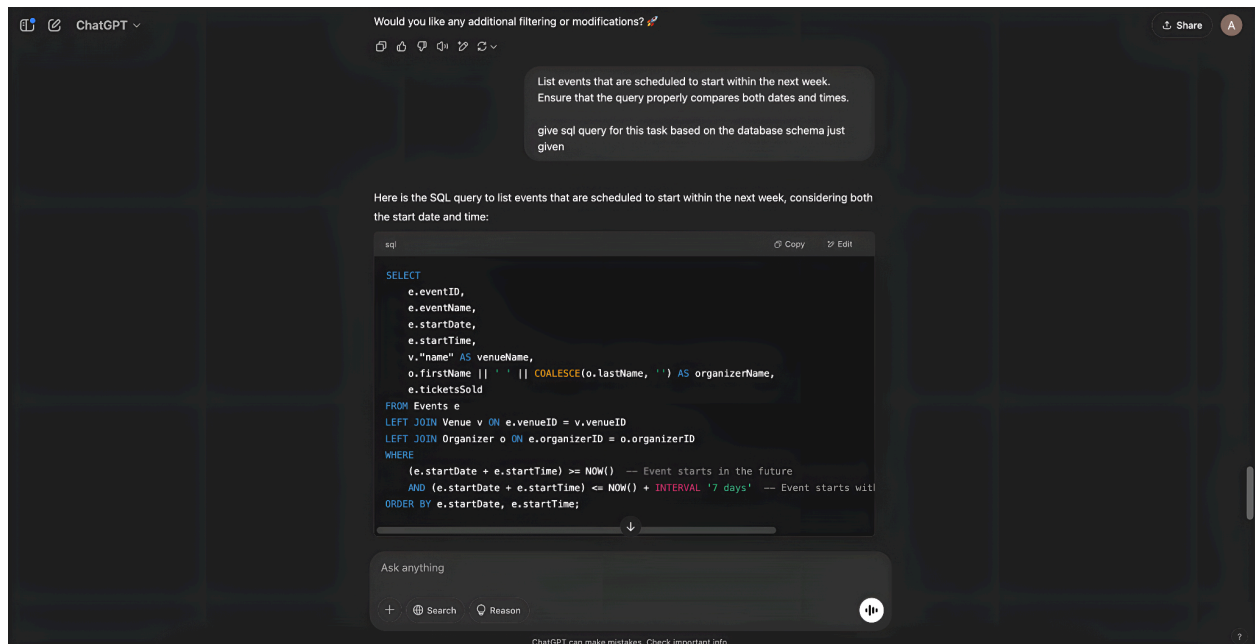 ChatGPT
Share
A
Would you like any additional filtering or modifications? 🚀
List events that are scheduled to start within the next week.
Ensure that the query properly compares both dates and times.
give sql query for this task based on the database schema just
given
Here is the SQL query to list events that are scheduled to start within the next week, considering both
the start date and time:
sql
Copy
Edit
SELECT
    e.eventID,
    e.eventName,
    e.startDate,
    e.startTime,
    v."name" AS venueName,
    o.firstName || ' ' || COALESCE(o.lastName, '') AS organizerName,
    e.ticketsSold
FROM Events e
LEFT JOIN Venue v ON e.venueID = v.venueID
LEFT JOIN Organizer o ON e.organizerID = o.organizerID
WHERE
    (e.startDate + e.startTime) >= NOW()  -- Event starts in the future
    AND (e.startDate + e.startTime) <= NOW() + INTERVAL '7 days'  -- Event starts wit
ORDER BY e.startDate, e.startTime;
Ask anything
Search
Reason
ChatGPT can make mistakes. Check important info.
?